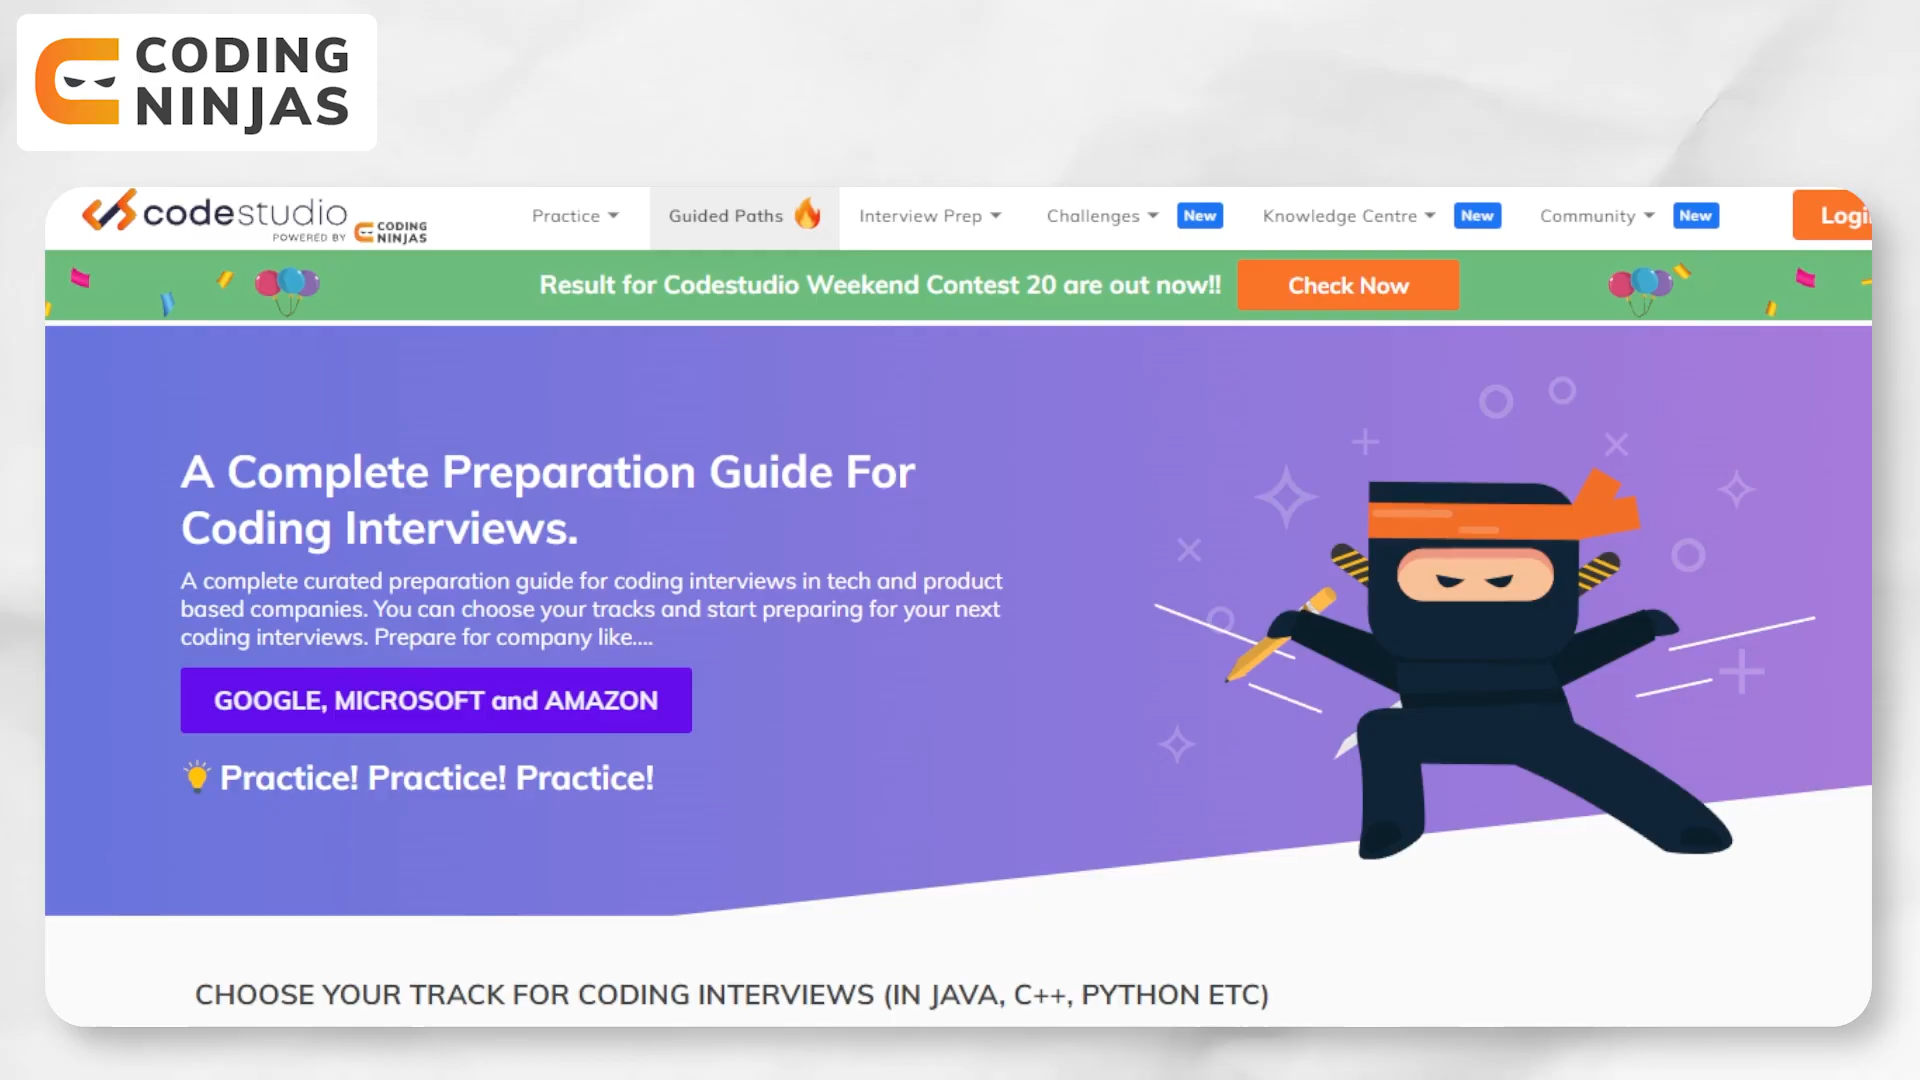 CODING
NINJAS
codestudio
POWERED BY CODING NINJAS
Practice
Guided Paths
Interview Prep
Challenges New
Knowledge Centre New
Community New
Login
Result for Codestudio Weekend Contest 20 are out now!!
Check Now
A Complete Preparation Guide For
Coding Interviews.
A complete curated preparation guide for coding interviews in tech and product
based companies. You can choose your tracks and start preparing for your next
coding interviews. Prepare for company like....
GOOGLE, MICROSOFT and AMAZON
Practice! Practice! Practice!
CHOOSE YOUR TRACK FOR CODING INTERVIEWS (IN JAVA, C++, PYTHON ETC)